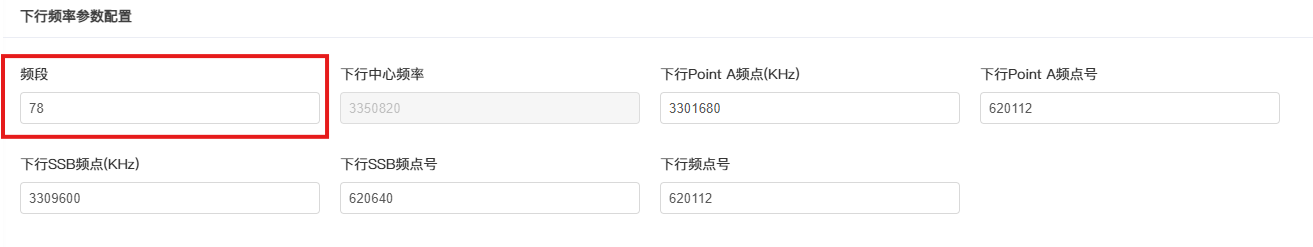 下行频率参数配置
频段 下行中心频率 下行Point A频点(KHz) 下行Point A频点号
78 3350820 3301680 620112
下行SSB频点(KHz) 下行SSB频点号 下行频点号
3309600 620640 620112